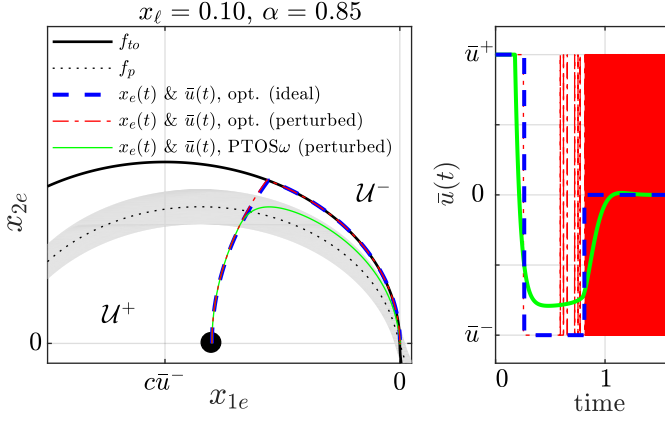 x_ℓ = 0.10, α = 0.85
f_to
f_p
x_e(t) & ū(t), opt. (ideal)
x_e(t) & ū(t), opt. (perturbed)
x_e(t) & ū(t), PTOSω (perturbed)
𝒰⁻
𝒰⁺
x_2e
0
cū⁻
0
x_1e
ū⁺
0
ū⁻
ū(t)
0
1
time